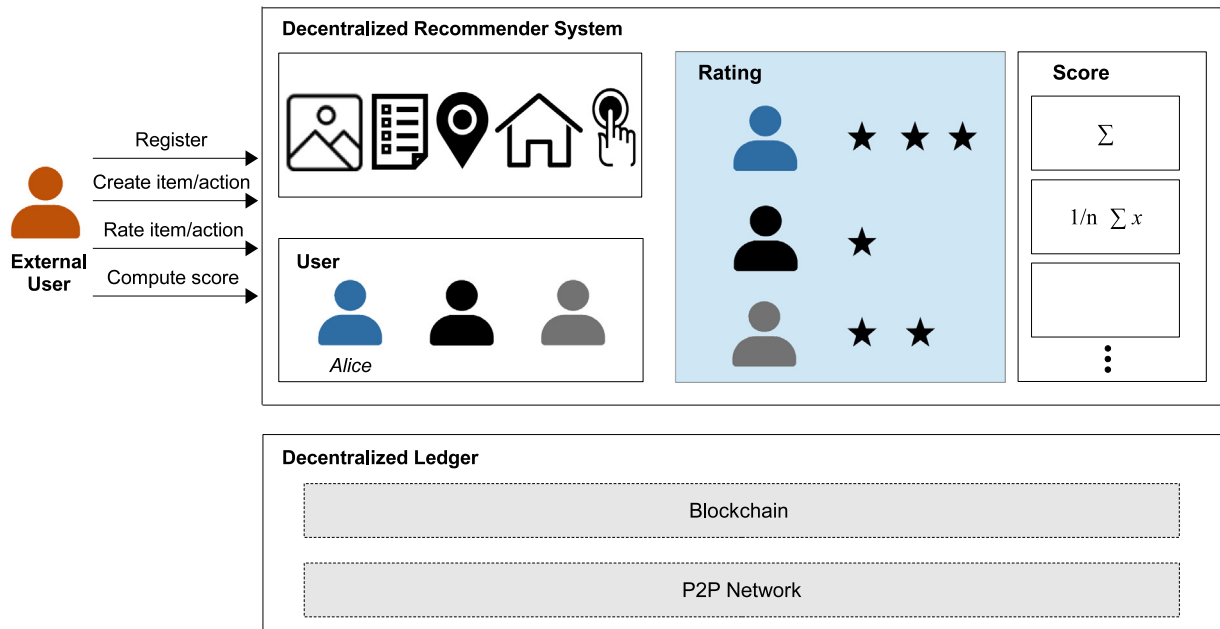 Decentralized Recommender System
Register
Create item/action
Rate item/action
Compute score
External
User
User
Alice
Rating
Score
∑
1/n ∑ x
Decentralized Ledger
Blockchain
P2P Network